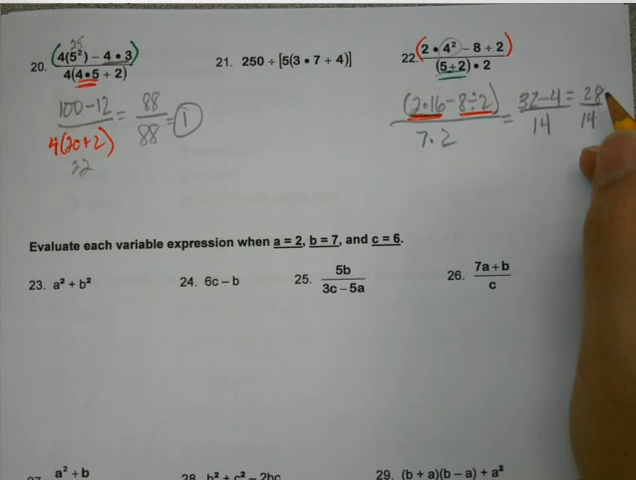 20. 4(5²) – 4 • 3
25
4(4•5 + 2)
100-12 = 88
4(20+2) 88 = 1
22
21. 250 ÷ [5(3 • 7 + 4)]
22. (2 • 4² – 8 ÷ 2)
(5+2) • 2
(2•16 - 8÷2) = 32-4 = 28
7.2 14 14
Evaluate each variable expression when a = 2, b = 7, and c = 6.
23. a² + b²
24. 6c – b
25. 5b
3c – 5a
26. 7a + b
c
27. a² + b
28. b² + c² – 2bc
29. (b + a)(b – a) + a²